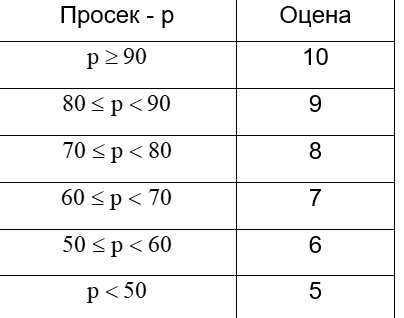 Просек - p Оцена
p ≥ 90 10
80 ≤ p < 90 9
70 ≤ p < 80 8
60 ≤ p < 70 7
50 ≤ p < 60 6
p < 50 5